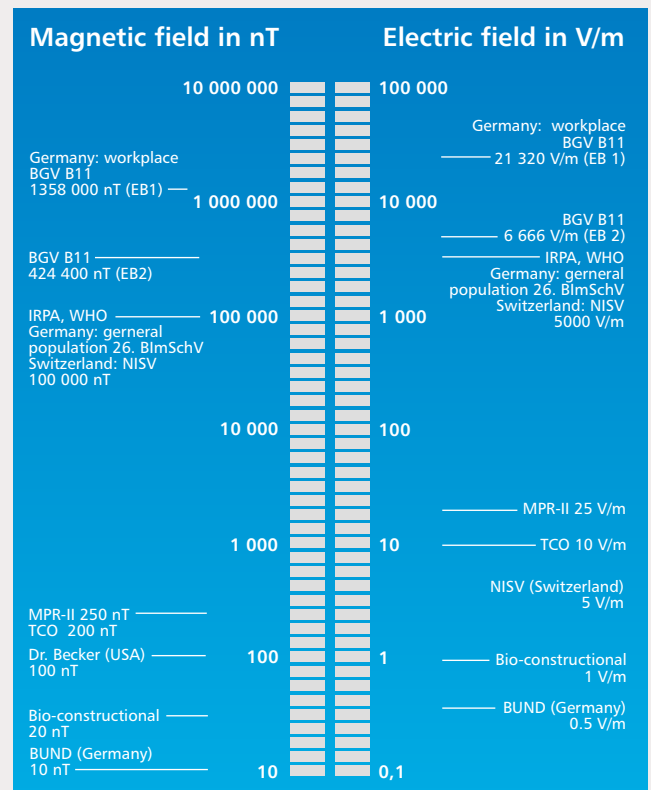 Magnetic field in nT
10 000 000
Germany: workplace
BGV B11
1358 000 nT (EB1)
1 000 000
BGV B11
424 400 nT (EB2)
IRPA, WHO
100 000
Germany: gerneral
population 26. BlmSchV
Switzerland: NISV
100 000 nT
10 000
1 000
MPR-II 250 nT
TCO  200 nT
Dr. Becker (USA)
100
100 nT
Bio-constructional
20 nT
BUND (Germany)
10 nT
10
Electric field in V/m
100 000
Germany:  workplace
BGV B11
21 320 V/m (EB 1)
10 000
BGV B11
6 666 V/m (EB 2)
IRPA, WHO
Germany: gerneral
population 26. BlmSchV
Switzerland: NISV
5000 V/m
1 000
100
MPR-II 25 V/m
10
TCO 10 V/m
NISV (Switzerland)
5 V/m
1
Bio-constructional
1 V/m
BUND (Germany)
0.5 V/m
0,1